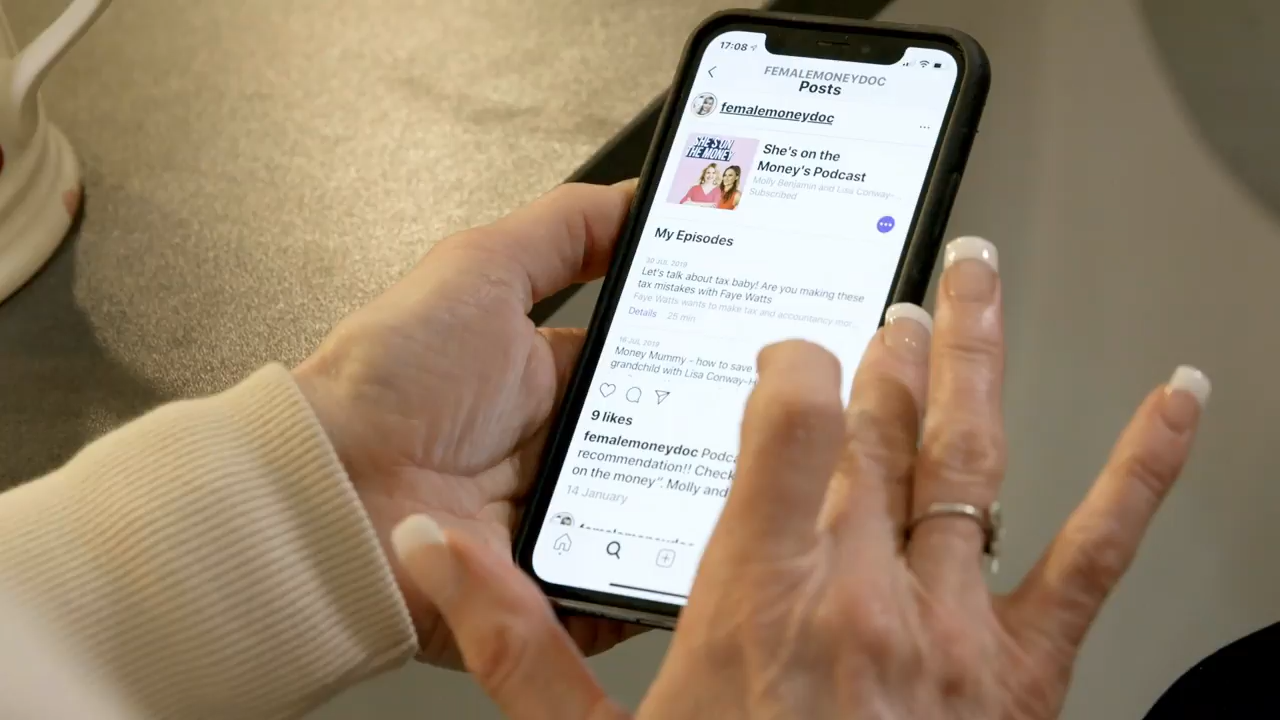 17:08
FEMALEMONEYDOC
Posts
femalemoneydoc
SHE'S ON
THE MONEY
She's on the
Money's Podcast
Molly Benjamin and Lisa Conway-...
Subscribed
My Episodes
30 JUL 2019
Let's talk about tax baby! Are you making these
tax mistakes with Faye Watts
Faye Watts wants to make tax and accountancy mor...
Details 25 min
16 JUL 2019
Money Mummy - how to save
grandchild with Lisa Conway-H
9 likes
femalemoneydoc Podca
recommendation!! Check
on the money". Molly and
14 January